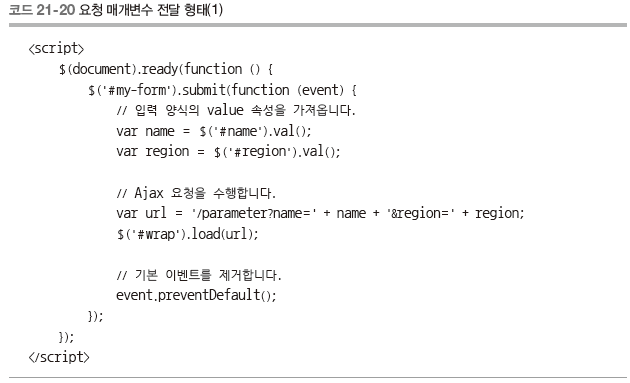 코드 21-20 요청 매개변수 전달 형태(1)
<script>
$(document).ready(function () {
$('#my-form').submit(function (event) {
// 입력 양식의 value 속성을 가져옵니다.
var name = $('#name').val();
var region = $('#region').val();
// Ajax 요청을 수행합니다.
var url = '/parameter?name=' + name + '&region=' + region;
$('#wrap').load(url);
// 기본 이벤트를 제거합니다.
event.preventDefault();
});
});
</script>